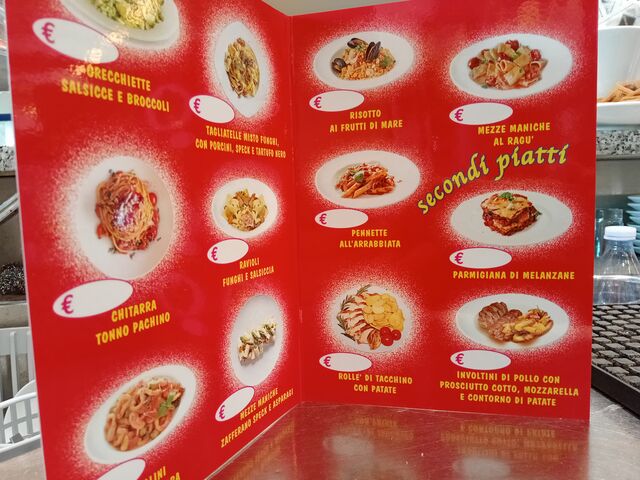 €
ORECCHIETTE
SALSICCE E BROCCOLI
€
TAGLIATELLE MISTO FUNGHI,
CON PORCINI, SPECK E TARTUFO NERO
€
CHITARRA
TONNO PACHINO
€
RAVIOLI
FUNGHI E SALSICCIA
€
MEZZE MANICHE
ZAFFERANO SPECK E ASPARAGI
€
RISOTTO
AI FRUTTI DI MARE
€
MEZZE MANICHE
AL RAGU'
€
PENNETTE
ALL'ARRABBIATA
secondi piatti
€
PARMIGIANA DI MELANZANE
€
ROLLE' DI TACCHINO
CON PATATE
€
INVOLTINI DI POLLO CON
PROSCIUTTO COTTO, MOZZARELLA
E CONTORNO DI PATATE